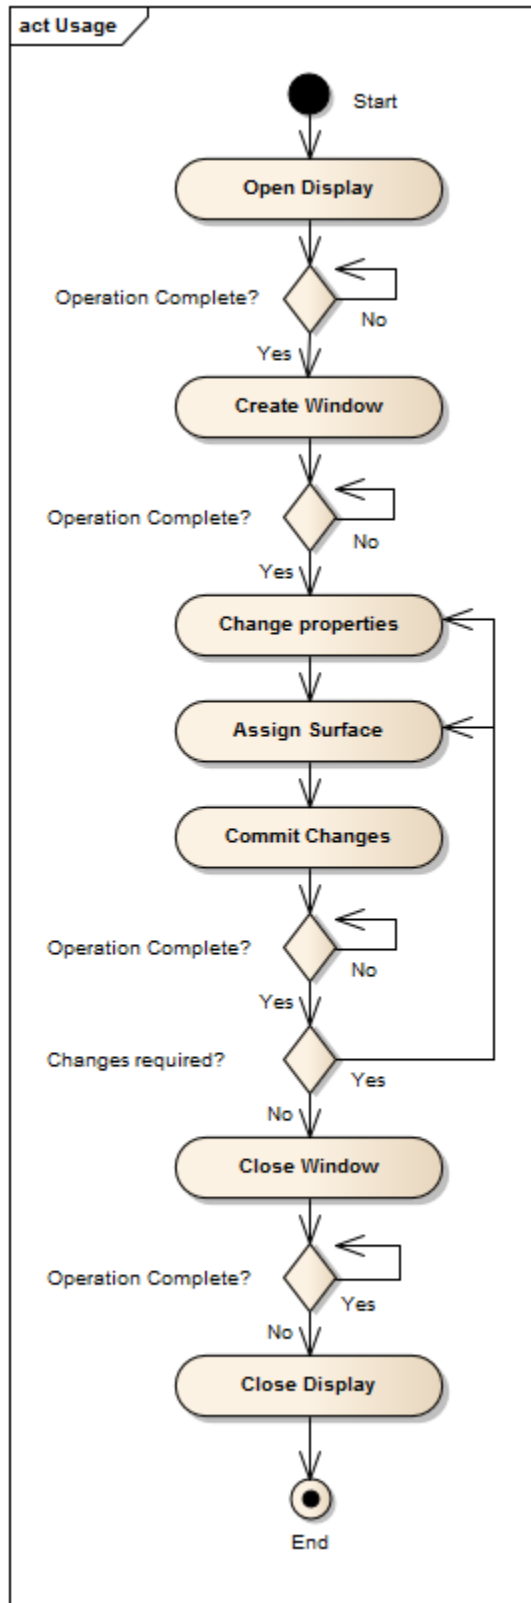 act Usage
Start
Open Display
Operation Complete?
No
Yes
Create Window
Operation Complete?
No
Yes
Change properties
Assign Surface
Commit Changes
Operation Complete?
No
Yes
Changes required?
Yes
No
Close Window
Operation Complete?
Yes
No
Close Display
End